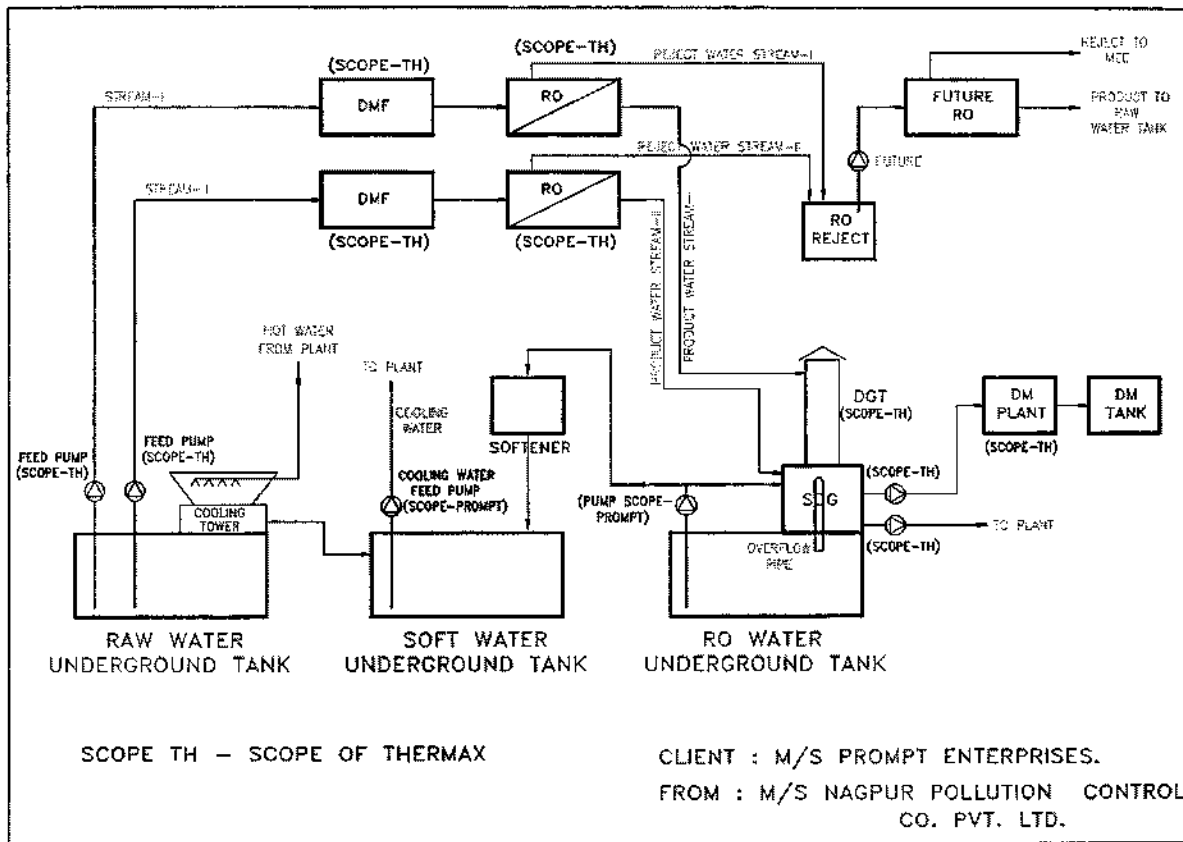 (SCOPE-TH)
REJECT WATER STREAM-I
REJECT TO
MEE
(SCOPE-TH)
STREAM-I
DMF
RO
FUTURE
RO
PRODUCT TO
RAW
WATER TANK
REJECT WATER STREAM-II
FUTURE
STREAM-I
DMF
RO
(SCOPE-TH)
(SCOPE-TH)
RO
REJECT
PRODUCT WATER STREAM-II
PRODUCT WATER STREAM-I
HOT WATER
FROM PLANT
TO PLANT
COOLING
WATER
SOFTENER
DGT
(SCOPE-TH)
DM
PLANT
(SCOPE-TH)
DM
TANK
FEED PUMP
(SCOPE-TH)
FEED PUMP
(SCOPE-TH)
COOLING
TOWER
COOLING WATER
FEED PUMP
(SCOPE-PROMPT)
(PUMP SCOPE-
PROMPT)
(SCOPE-TH)
(SCOPE-TH)
TO PLANT
OVERFLOW
PIPE
RAW WATER
UNDERGROUND TANK
SOFT WATER
UNDERGROUND TANK
RO WATER
UNDERGROUND TANK
SCOPE TH – SCOPE OF THERMAX
CLIENT : M/S PROMPT ENTERPRISES.
FROM : M/S NAGPUR POLLUTION CONTROL
CO. PVT. LTD.